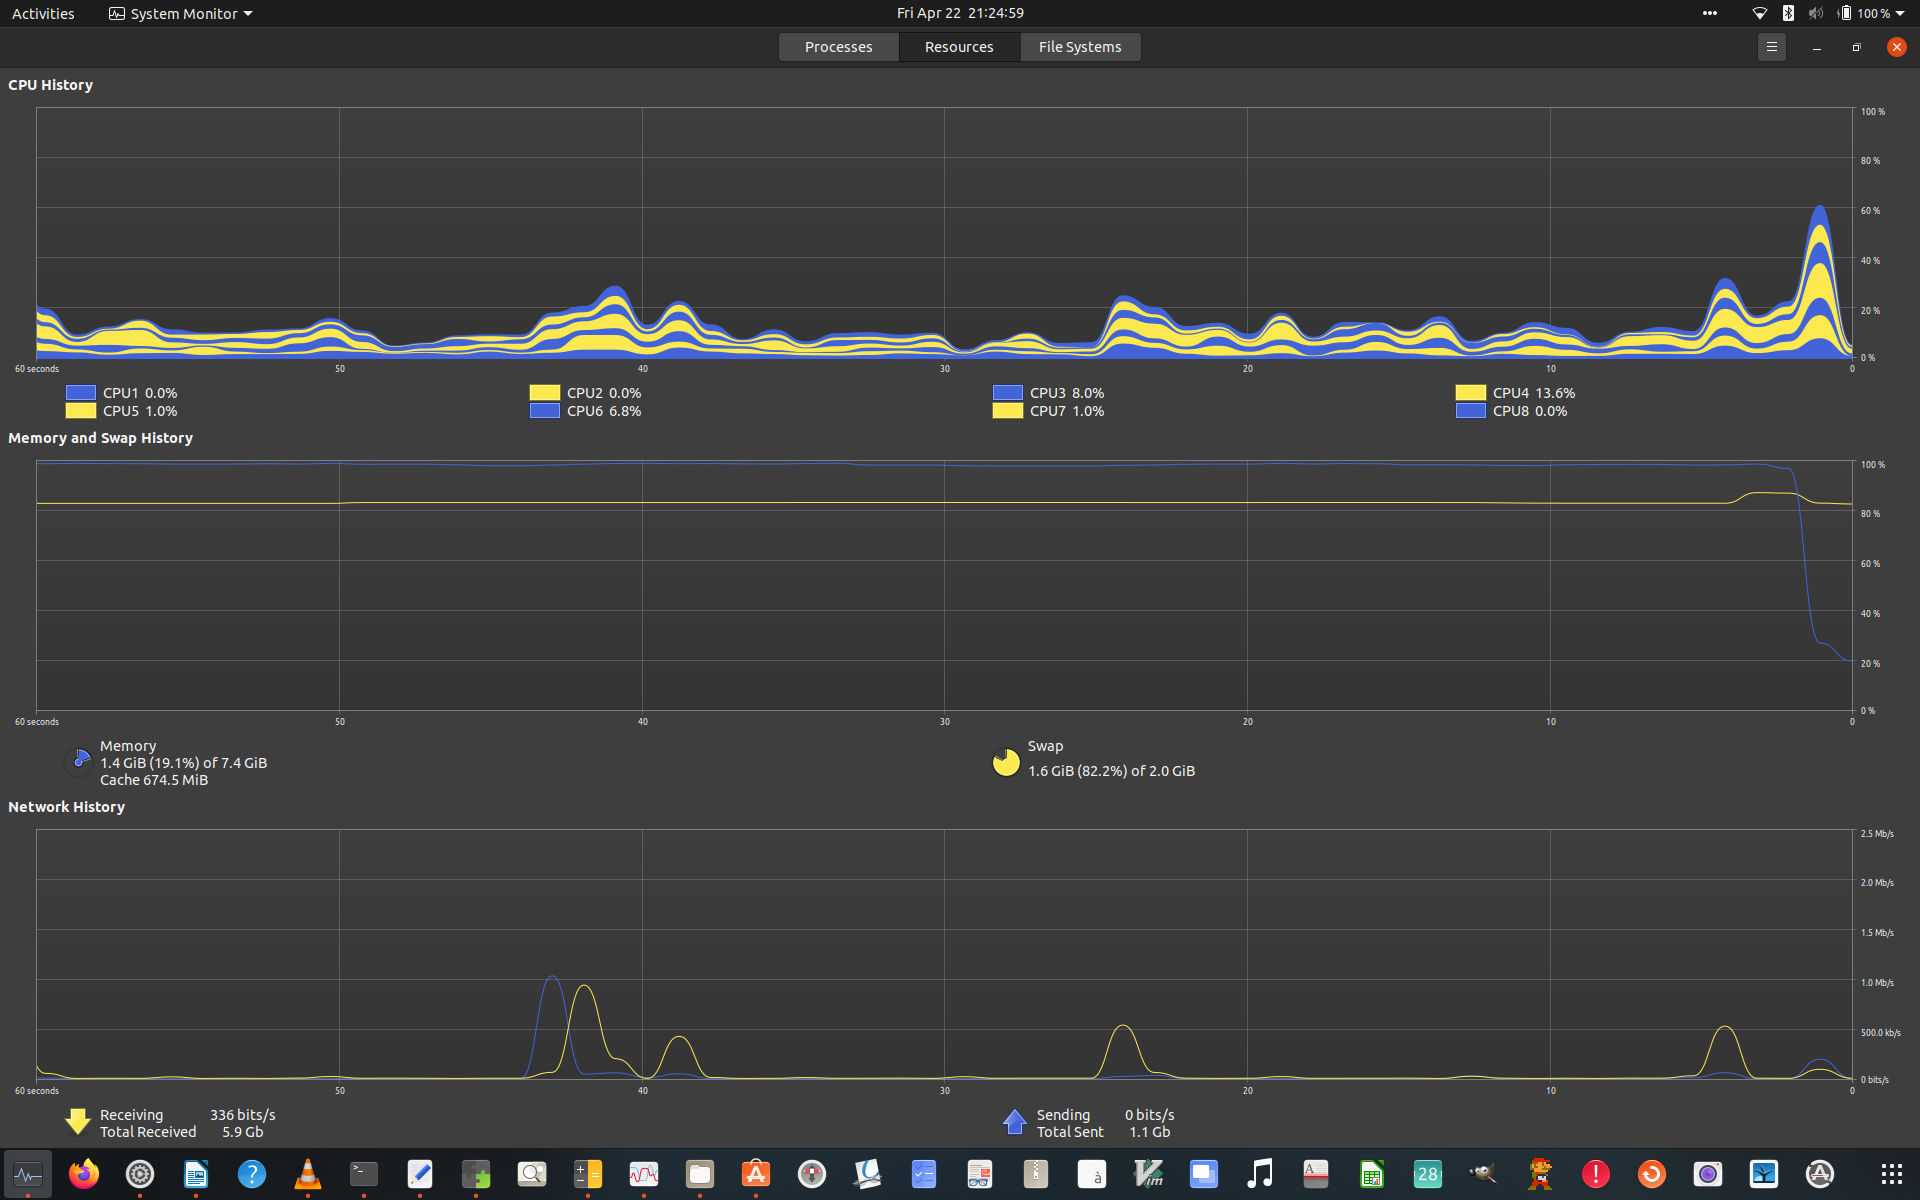 Activities System Monitor Fri Apr 22 21:24:59 100 %
Processes Resources File Systems
CPU History
100 %
80 %
60 %
40 %
20 %
0 %
60 seconds 50 40 30 20 10 0
CPU1 0.0% CPU2 0.0% CPU3 8.0% CPU4 13.6%
CPU5 1.0% CPU6 6.8% CPU7 1.0% CPU8 0.0%
Memory and Swap History
100 %
80 %
60 %
40 %
20 %
0 %
60 seconds 50 40 30 20 10 0
Memory Swap
1.4 GiB (19.1%) of 7.4 GiB 1.6 GiB (82.2%) of 2.0 GiB
Cache 674.5 MiB
Network History
2.5 Mb/s
2.0 Mb/s
1.5 Mb/s
1.0 Mb/s
500.0 kb/s
0 bits/s
60 seconds 50 40 30 20 10 0
Receiving 336 bits/s Sending 0 bits/s
Total Received 5.9 Gb Total Sent 1.1 Gb
? >_ A à Vim A 28 ! A